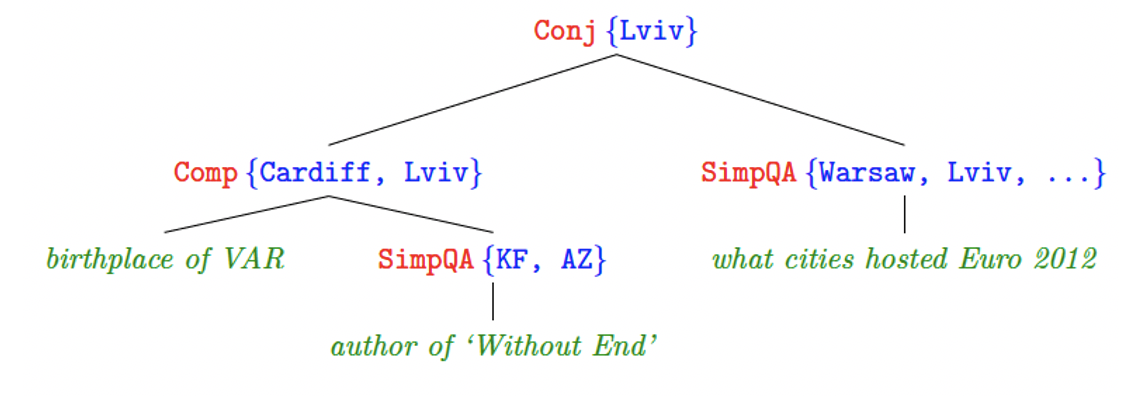 Conj {Lviv}
Comp {Cardiff, Lviv} SimpQA {Warsaw, Lviv, ...}
birthplace of VAR SimpQA {KF, AZ} what cities hosted Euro 2012
author of ‘Without End’